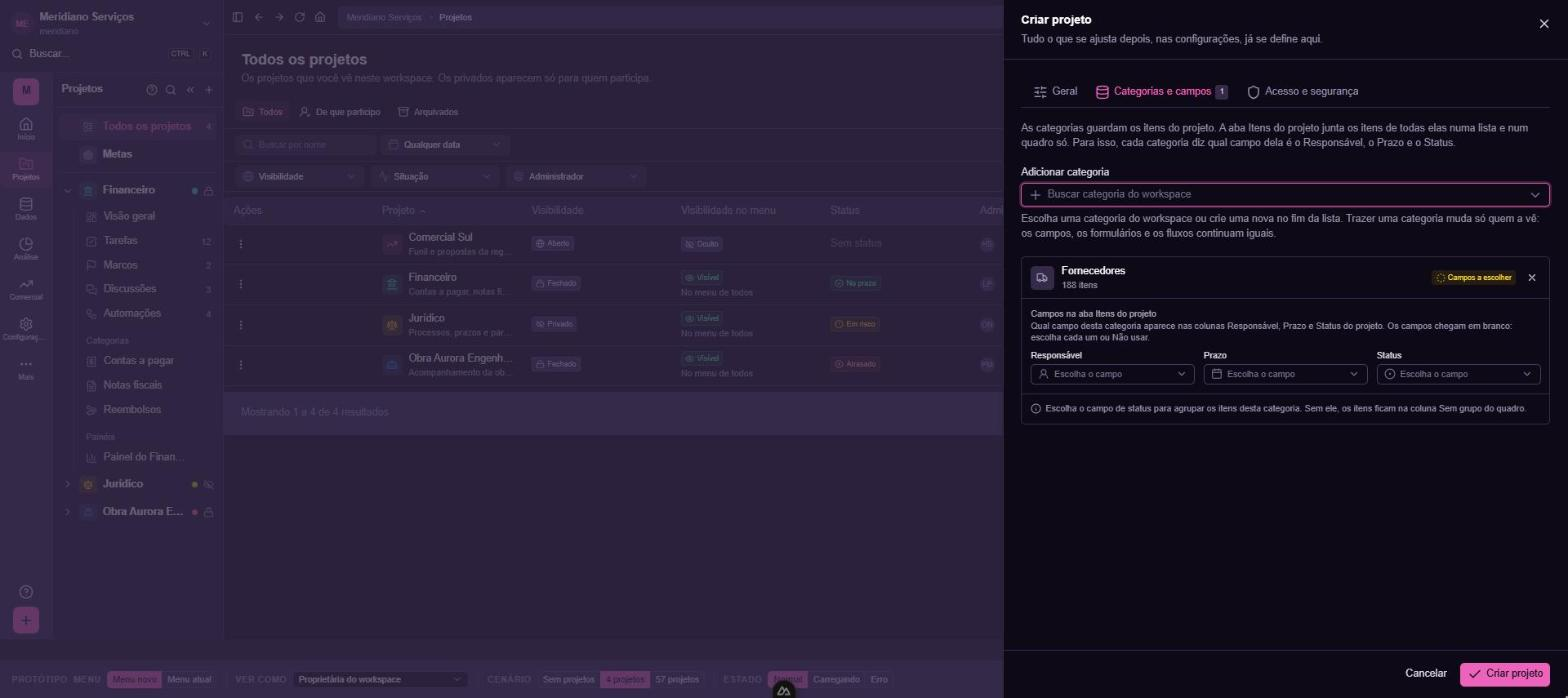 ME
Meridiano Serviços
meridiano
Buscar...
CTRL
K
M
Início
Projetos
Dados
Análise
Comercial
Configuraç...
Mais
Projetos
Todos os projetos
4
Metas
Financeiro
Visão geral
Tarefas
12
Marcos
2
Discussões
3
Automações
4
Categorias
Contas a pagar
Notas fiscais
Reembolsos
Painéis
Painel do Finan...
Jurídico
Obra Aurora E...
Meridiano Serviços
Projetos
Todos os projetos
Os projetos que você vê neste workspace. Os privados aparecem só para quem participa.
Todos
De que participo
Arquivados
Buscar por nome
Qualquer data
Visibilidade
Situação
Administrador
Ações
Projeto
Visibilidade
Visibilidade no menu
Status
Admi
Comercial Sul
Funil e propostas da reg...
Aberto
Oculto
Sem status
Financeiro
Contas a pagar, notas fi...
Fechado
Visível
No menu de todos
No prazo
LP
Jurídico
Processos, prazos e par...
Privado
Visível
No menu de todos
Em risco
Obra Aurora Engenh...
Acompanhamento da ob...
Fechado
Visível
No menu de todos
Atrasado
PM
Mostrando 1 a 4 de 4 resultados
PROTÓTIPO
MENU
Menu novo
Menu atual
VER COMO
Proprietária do workspace
CENÁRIO
Sem projetos
4 projetos
57 projetos
ESTADO
Normal
Carregando
Erro
Criar projeto
Tudo o que se ajusta depois, nas configurações, já se define aqui.
Geral
Categorias e campos
1
Acesso e segurança
As categorias guardam os itens do projeto. A aba Itens do projeto junta os itens de todas elas numa lista e num
quadro só. Para isso, cada categoria diz qual campo dela é o Responsável, o Prazo e o Status.
Adicionar categoria
Buscar categoria do workspace
Escolha uma categoria do workspace ou crie uma nova no fim da lista. Trazer uma categoria muda só quem a vê:
os campos, os formulários e os fluxos continuam iguais.
Fornecedores
188 itens
Campos a escolher
Campos na aba Itens do projeto
Qual campo desta categoria aparece nas colunas Responsável, Prazo e Status do projeto. Os campos chegam em branco:
escolha cada um ou Não usar.
Responsável
Prazo
Status
Escolha o campo
Escolha o campo
Escolha o campo
Escolha o campo de status para agrupar os itens desta categoria. Sem ele, os itens ficam na coluna Sem grupo do quadro.
Cancelar
Criar projeto